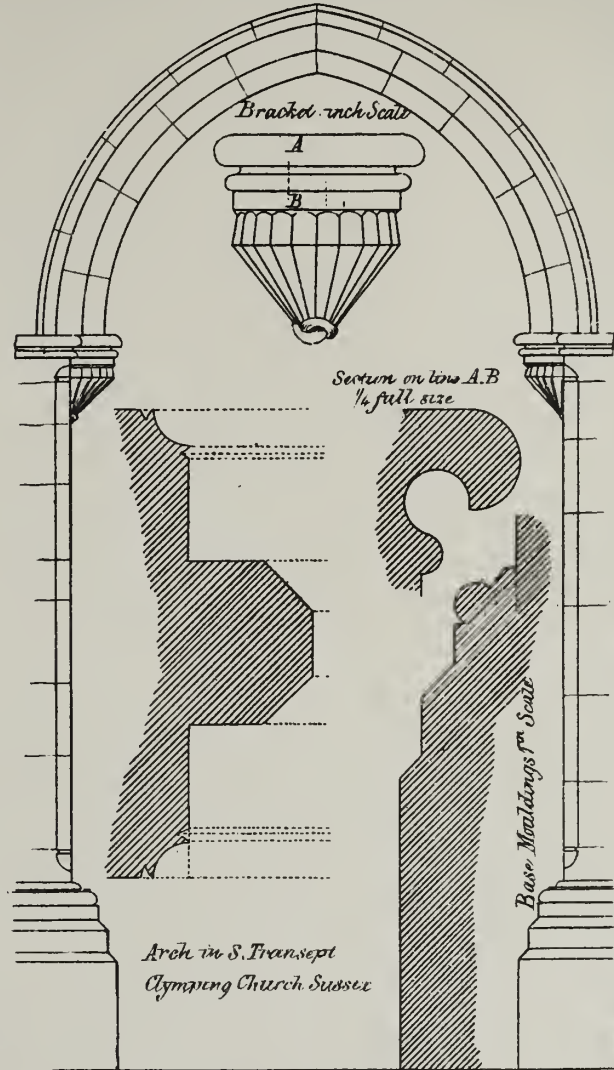 Bracket inch Scale
A
B
Section on line A.B
1/4 full size
Base Mouldings Scale
Arch in S. Transept
Clymping Church Sussex